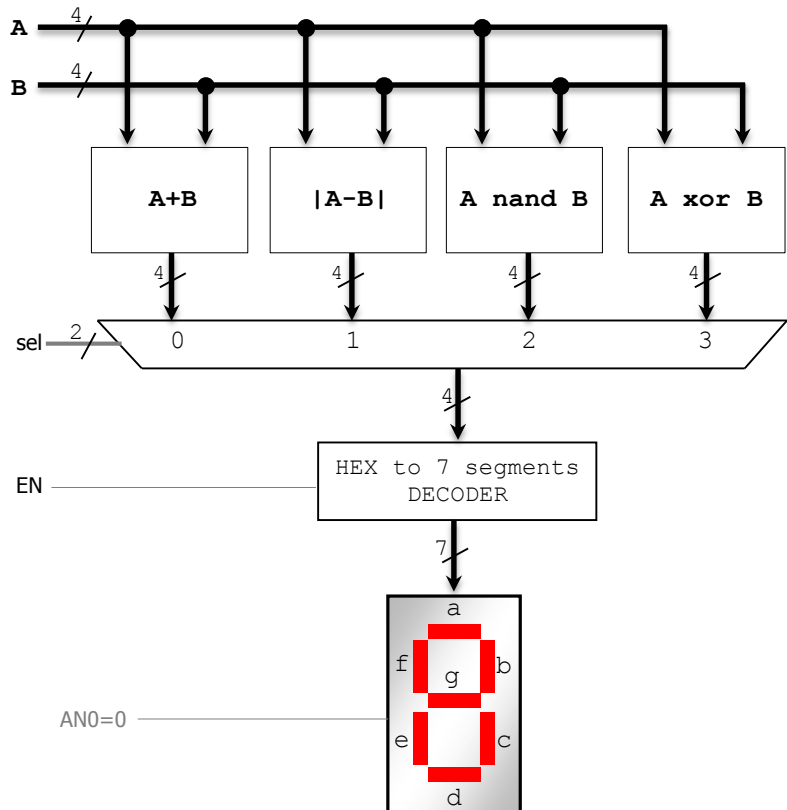 A 4
B 4
A+B |A-B| A nand B A xor B
4 4 4 4
sel 2 0 1 2 3
4
HEX to 7 segments
EN
DECODER
7
a
f b
g
AN0=0
e c
d